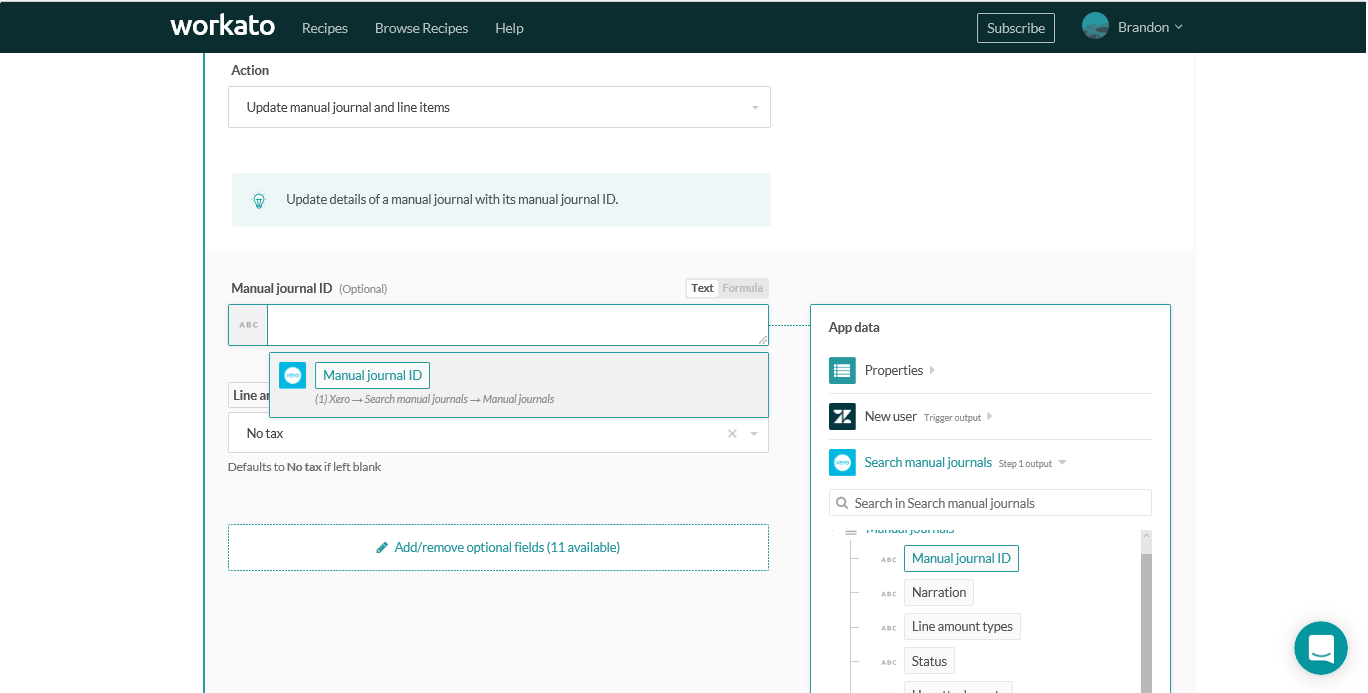 workato
Recipes
Browse Recipes
Help
Subscribe
Brandon
Action
Update manual journal and line items
Update details of a manual journal with its manual journal ID.
Manual journal ID (Optional)
Text Formula
ABC
Manual journal ID
(1) Xero → Search manual journals → Manual journals
Line
No tax
Defaults to No tax if left blank
Add/remove optional fields (11 available)
App data
Properties
New user Trigger output
Search manual journals Step 1 output
Search in Search manual journals
Manual journals
ABC Manual journal ID
ABC Narration
ABC Line amount types
ABC Status